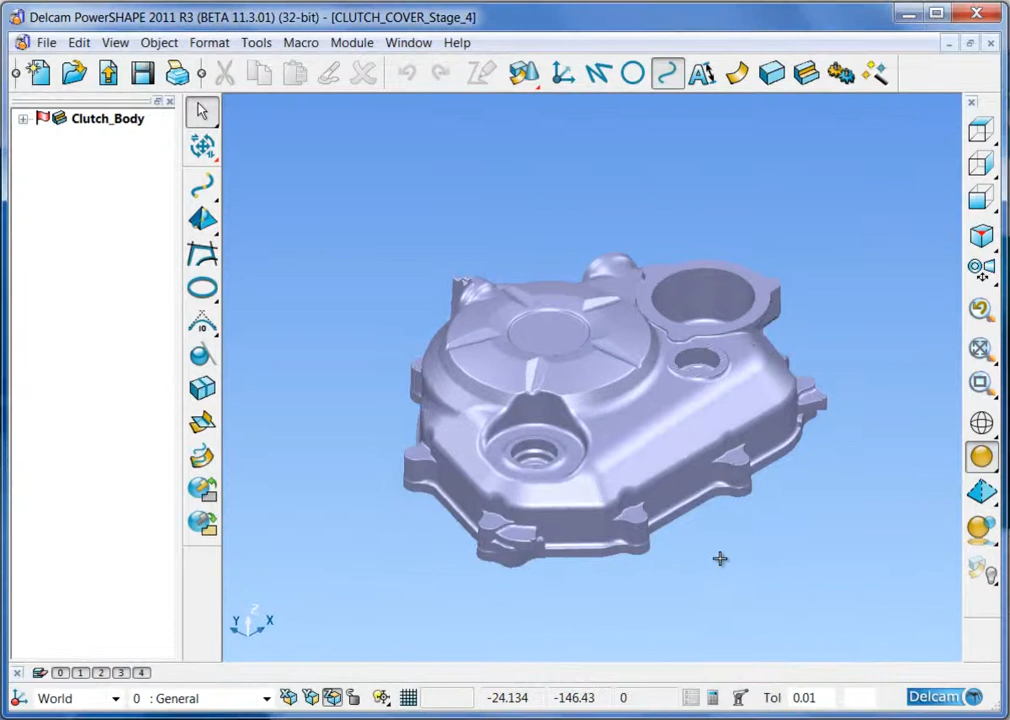 Delcam PowerSHAPE 2011 R3 (BETA 11.3.01) (32-bit) - [CLUTCH_COVER_Stage_4]
File Edit View Object Format Tools Macro Module Window Help
Clutch_Body
10
Z
Y X
0 1 2 3 4
World 0 : General -24.134 -146.43 0 Tol 0.01 Delcam